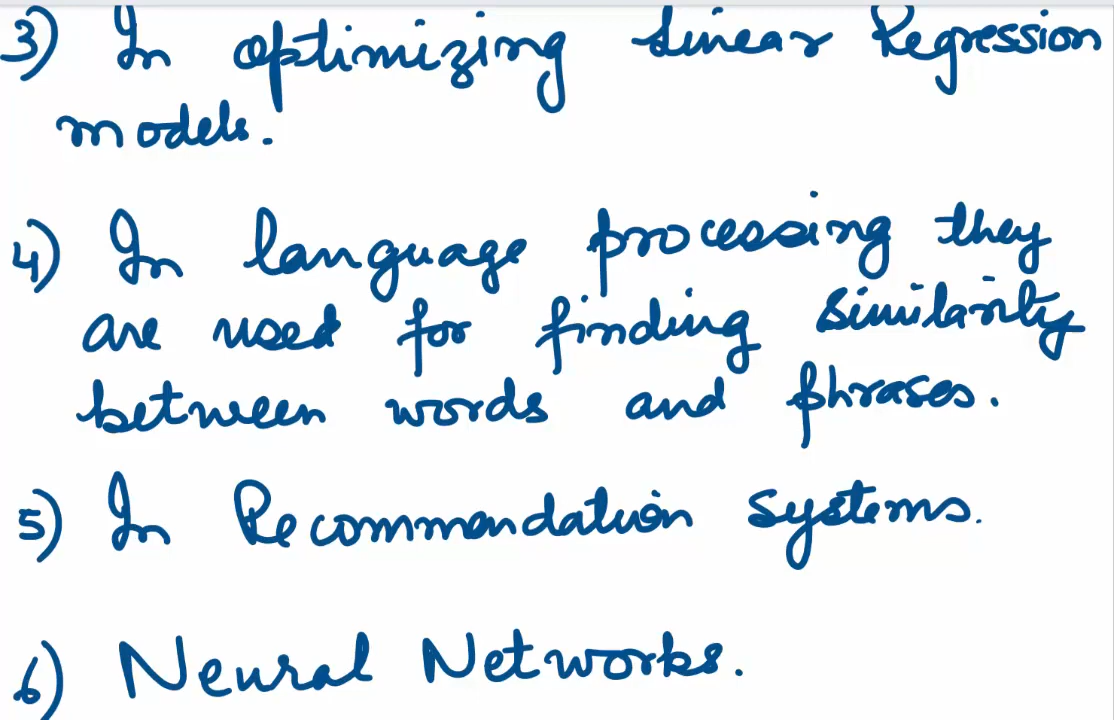 3) In optimizing Linear Regression
models.
4) In language processing they
are used for finding similarity
between words and phrases.
5) In Recommendation systems.
6) Neural Networks.